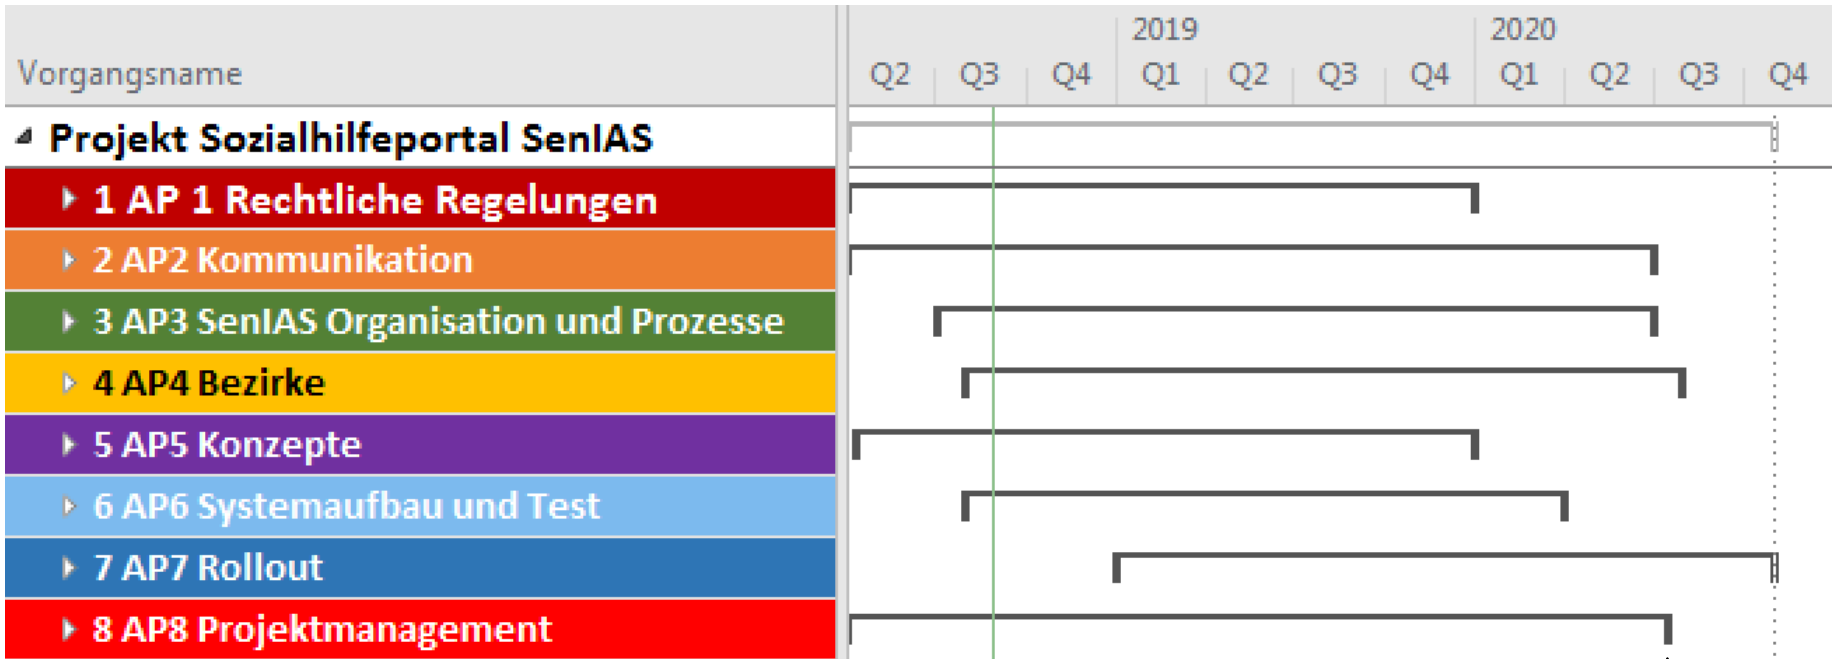 2019 2020
Vorgangsname Q2 Q3 Q4 Q1 Q2 Q3 Q4 Q1 Q2 Q3 Q4
Projekt Sozialhilfeportal SenIAS
1 AP 1 Rechtliche Regelungen
2 AP2 Kommunikation
3 AP3 SenIAS Organisation und Prozesse
4 AP4 Bezirke
5 AP5 Konzepte
6 AP6 Systemaufbau und Test
7 AP7 Rollout
8 AP8 Projektmanagement